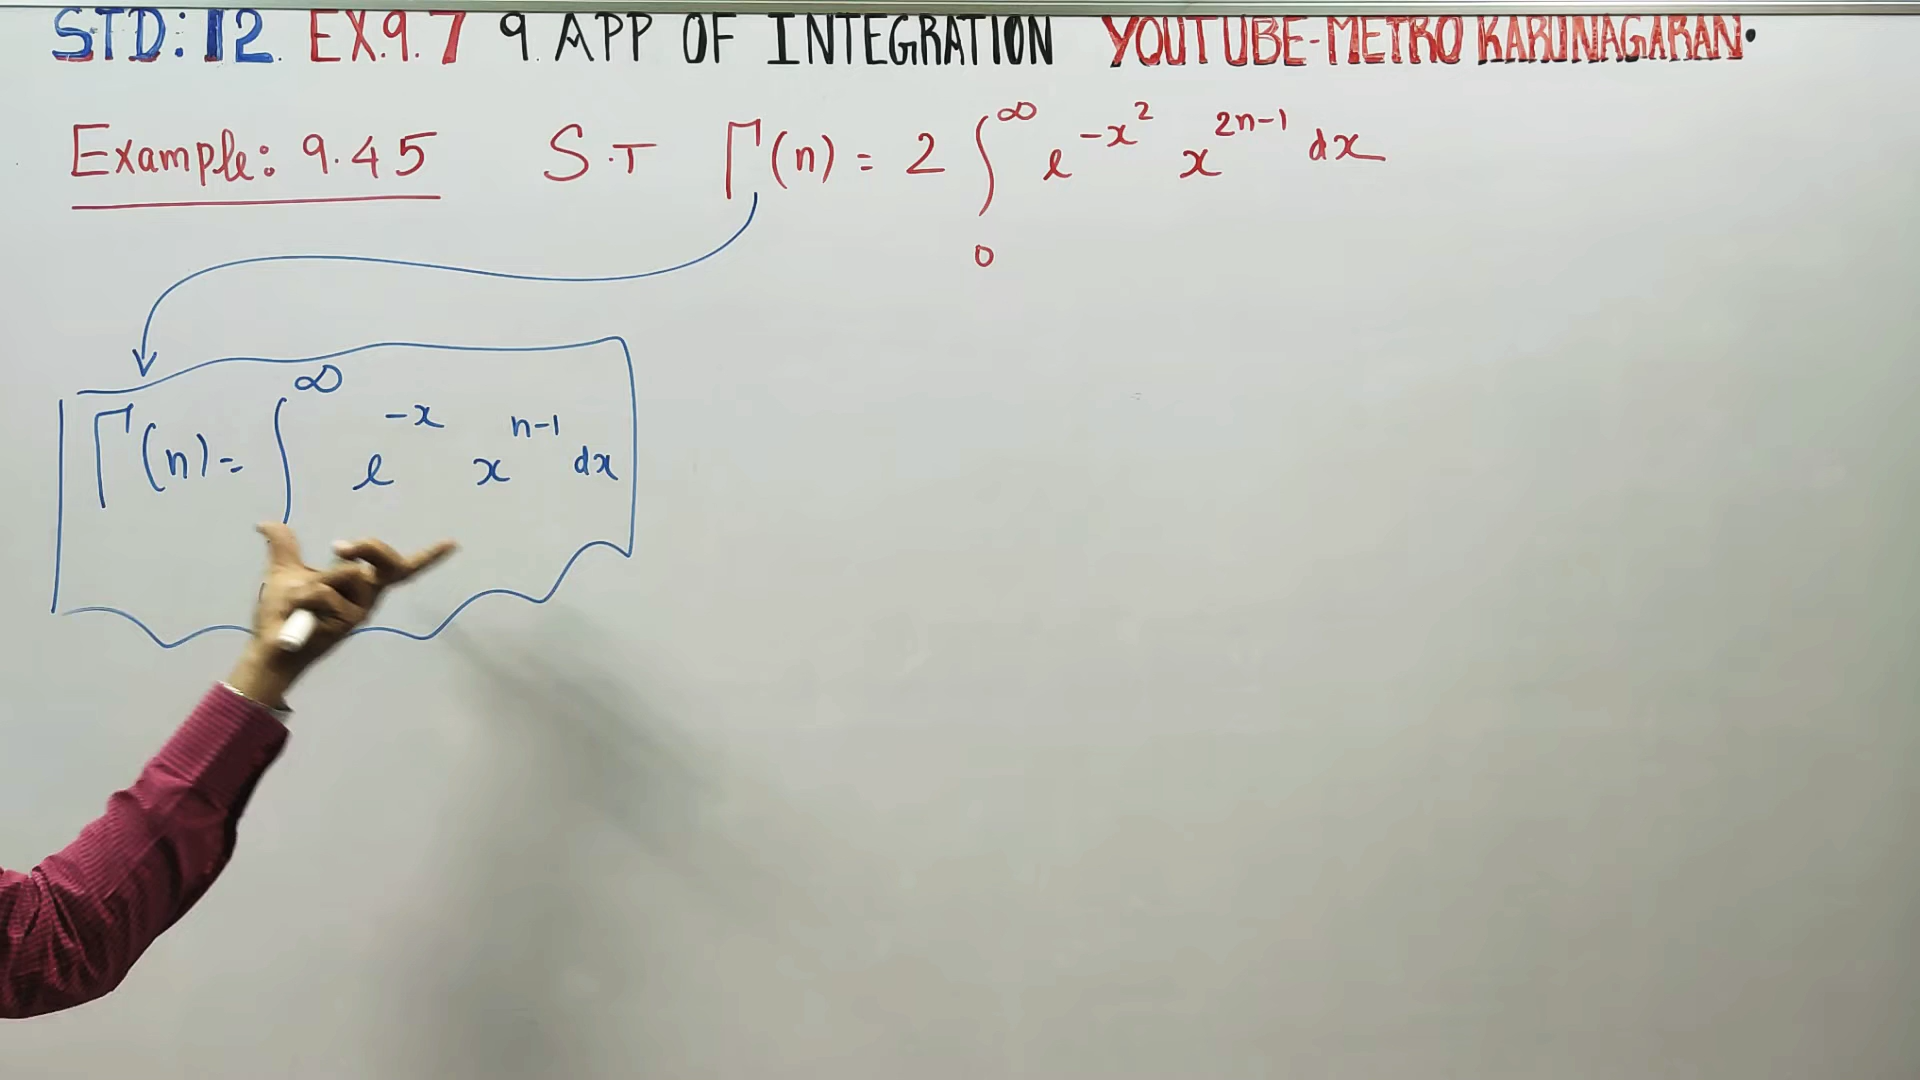 STD: 12. EX.9.7 9. APP OF INTEGRATION YOUTUBE-METRO KARUNAGARAN.
Example: 9.45 S.T Γ(n) = 2 ∫₀^∞ e^{-x^2} x^{2n-1} dx
Γ(n) = ∫^∞ e^{-x} x^{n-1} dx